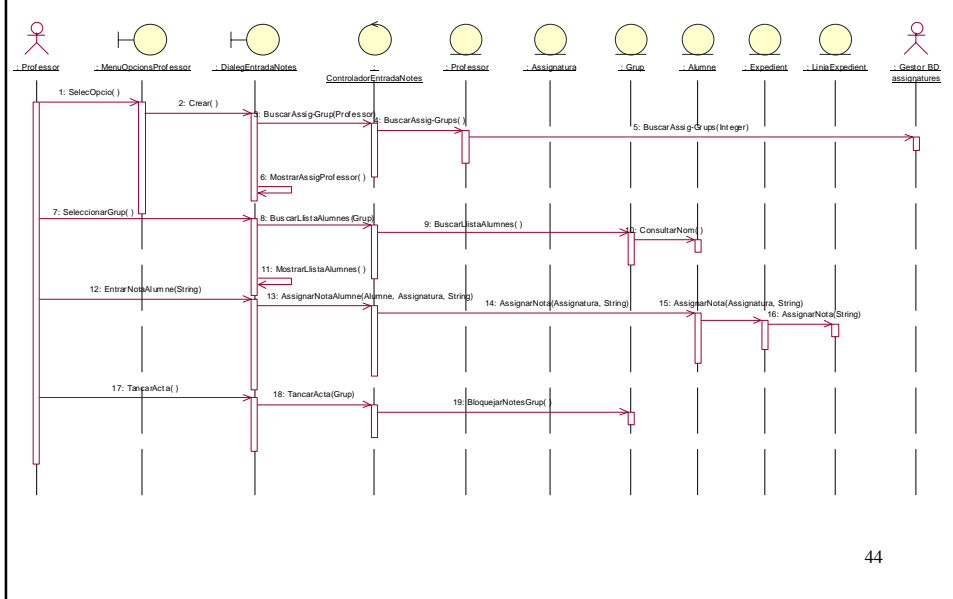 : Professor
: MenuOpcionsProfessor
: DialegEntradaNotes
:
ControladorEntradaNotes
: Professor
: Assignatura
: Grup
: Alumne
: Expedient
: LiniaExpedient
: Gestor BD
assignatures
1: SelecOpcio( )
2: Crear( )
3: BuscarAssig-Grup(Professor)
4: BuscarAssig-Grups( )
5: BuscarAssig-Grups(Integer)
6: MostrarAssigProfessor( )
7: SeleccionarGrup( )
8: BuscarLlistaAlumnes(Grup)
9: BuscarLlistaAlumnes( )
10: ConsultarNom( )
11: MostrarLlistaAlumnes( )
12: EntrarNotaAlumne(String)
13: AssignarNotaAlumne(Alumne, Assignatura, String)
14: AssignarNota(Assignatura, String)
15: AssignarNota(Assignatura, String)
16: AssignarNota(String)
17: TancarActa( )
18: TancarActa(Grup)
19: BloquejarNotesGrup( )
44